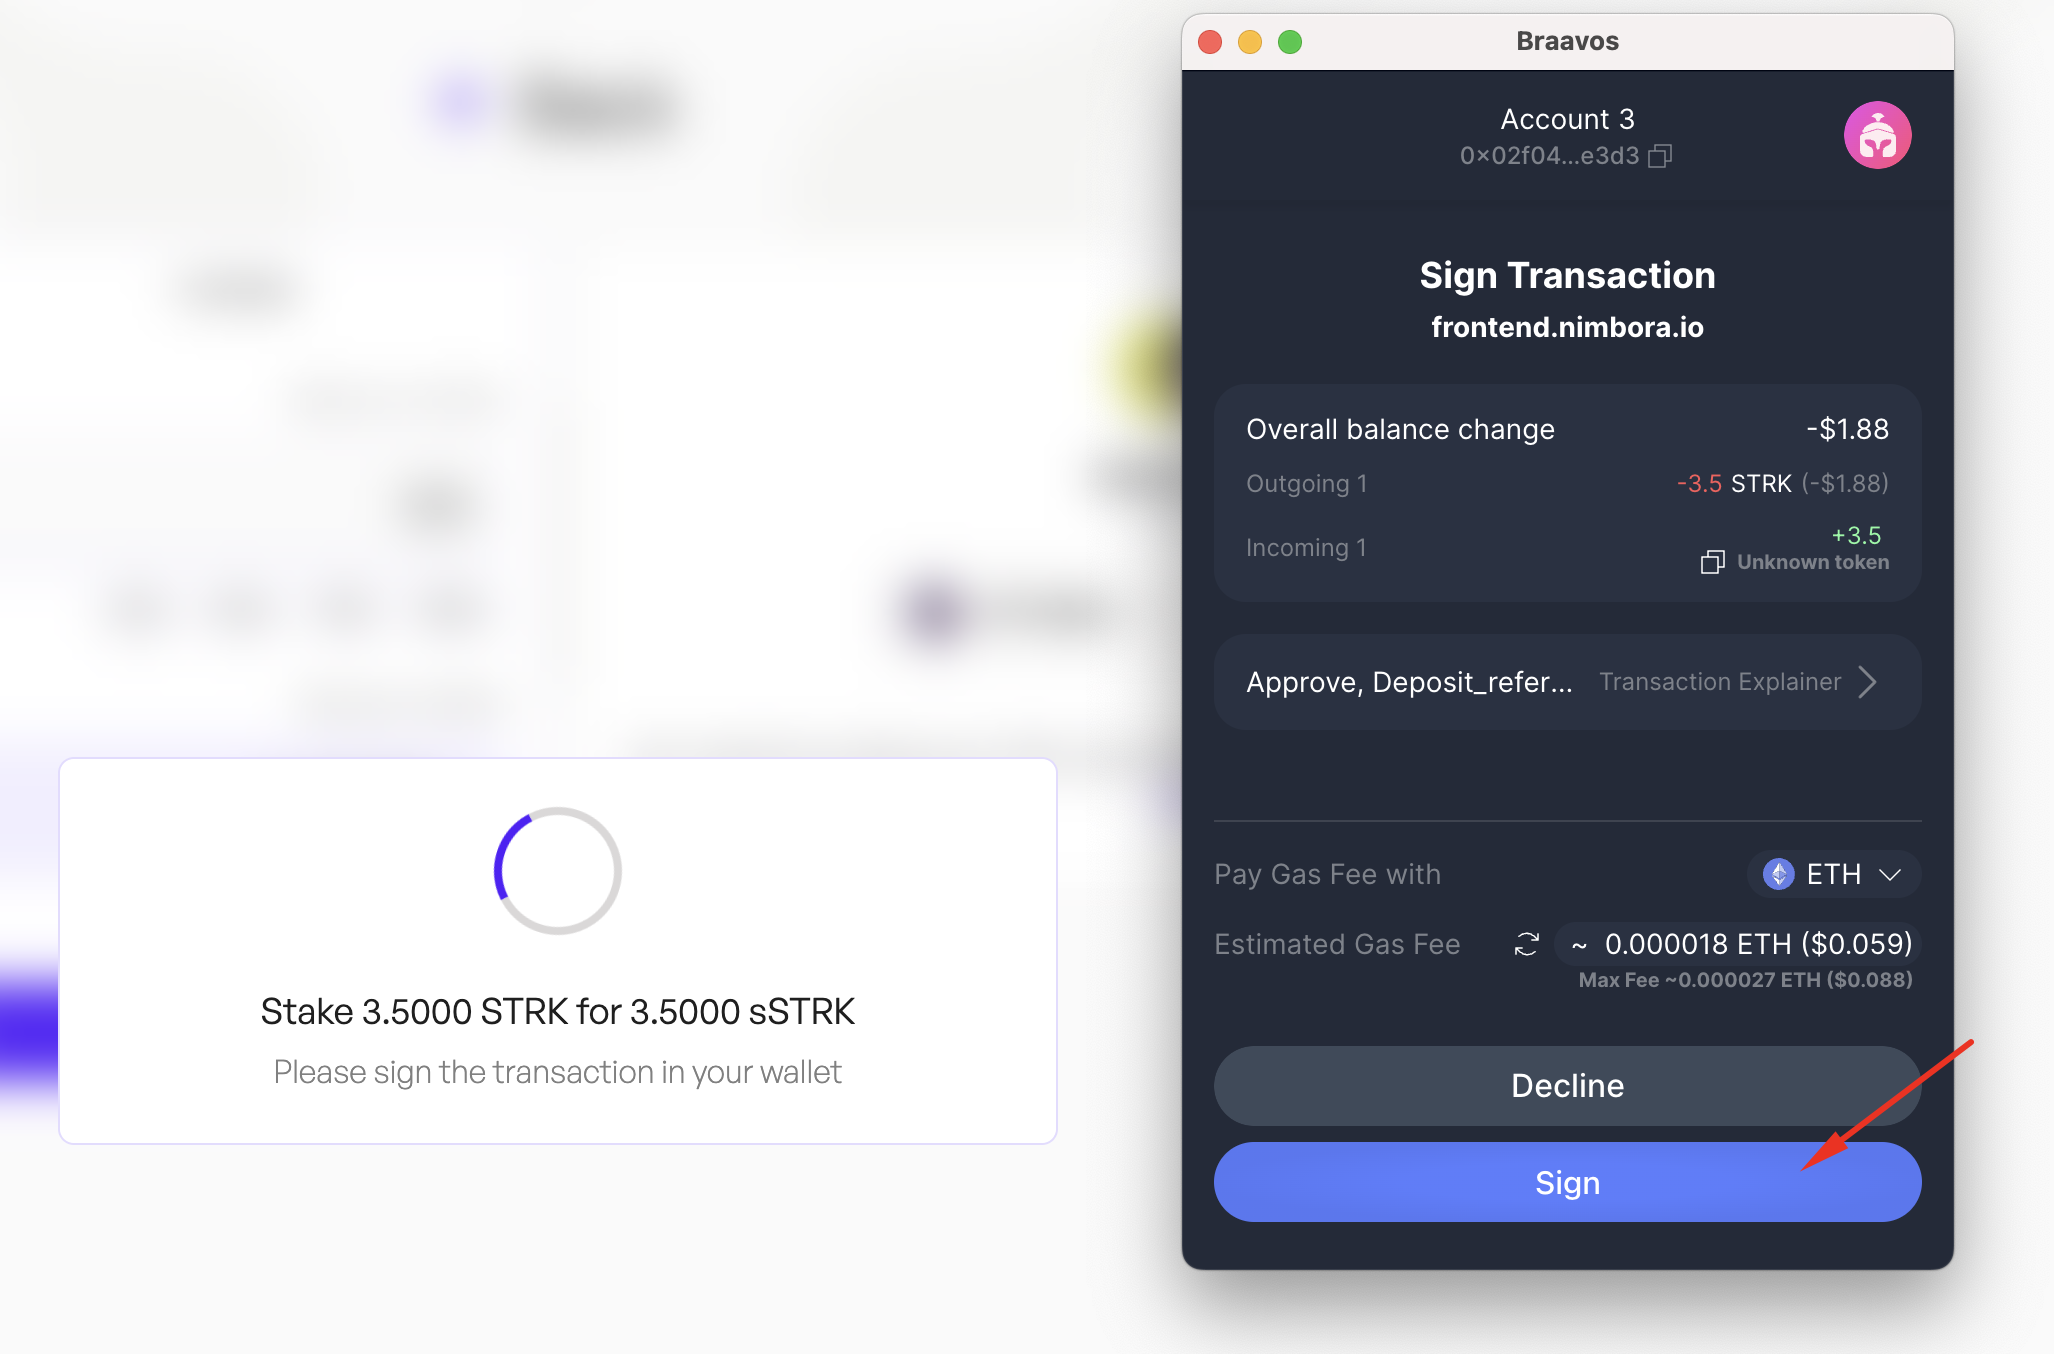 Braavos
Account 3
0×02f04...e3d3
Sign Transaction
frontend.nimbora.io
Overall balance change -$1.88
Outgoing 1 -3.5 STRK (-$1.88)
Incoming 1 +3.5
Unknown token
Approve, Deposit_refer... Transaction Explainer
Pay Gas Fee with ETH
Estimated Gas Fee ~ 0.000018 ETH ($0.059)
Max Fee ~0.000027 ETH ($0.088)
Decline
Sign
Stake 3.5000 STRK for 3.5000 sSTRK
Please sign the transaction in your wallet